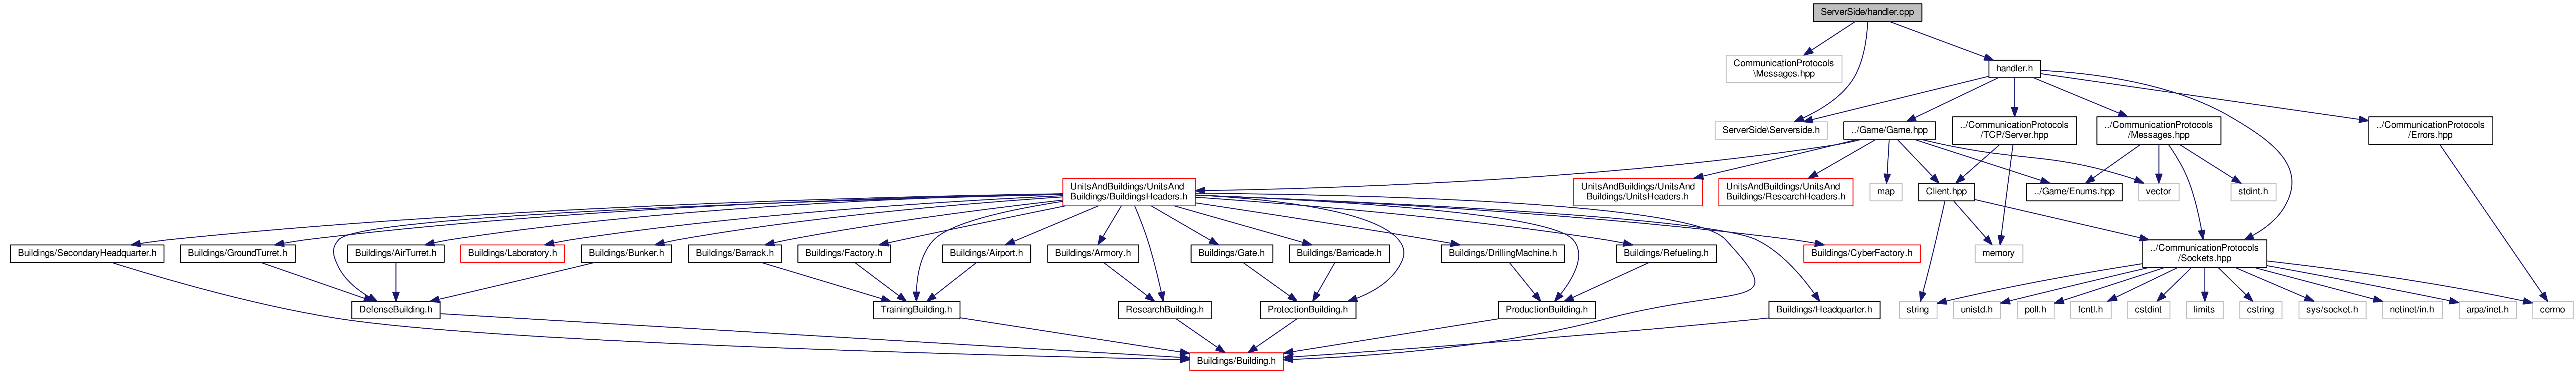 ServerSide/handler.cpp
CommunicationProtocols
\Messages.hpp
handler.h
ServerSide\Serverside.h
../Game/Game.hpp
../CommunicationProtocols
/TCP/Server.hpp
../CommunicationProtocols
/Messages.hpp
../CommunicationProtocols
/Errors.hpp
UnitsAndBuildings/UnitsAnd
Buildings/BuildingsHeaders.h
UnitsAndBuildings/UnitsAnd
Buildings/UnitsHeaders.h
UnitsAndBuildings/UnitsAnd
Buildings/ResearchHeaders.h
map
Client.hpp
../Game/Enums.hpp
vector
stdint.h
Buildings/SecondaryHeadquarter.h
Buildings/GroundTurret.h
Buildings/AirTurret.h
Buildings/Laboratory.h
Buildings/Bunker.h
Buildings/Barrack.h
Buildings/Factory.h
Buildings/Airport.h
Buildings/Armory.h
Buildings/Gate.h
Buildings/Barricade.h
Buildings/DrillingMachine.h
Buildings/Refueling.h
Buildings/CyberFactory.h
memory
../CommunicationProtocols
/Sockets.hpp
DefenseBuilding.h
TrainingBuilding.h
ResearchBuilding.h
ProtectionBuilding.h
ProductionBuilding.h
Buildings/Headquarter.h
string
unistd.h
poll.h
fcntl.h
cstdint
limits
cstring
sys/socket.h
netinet/in.h
arpa/inet.h
cerrno
Buildings/Building.h